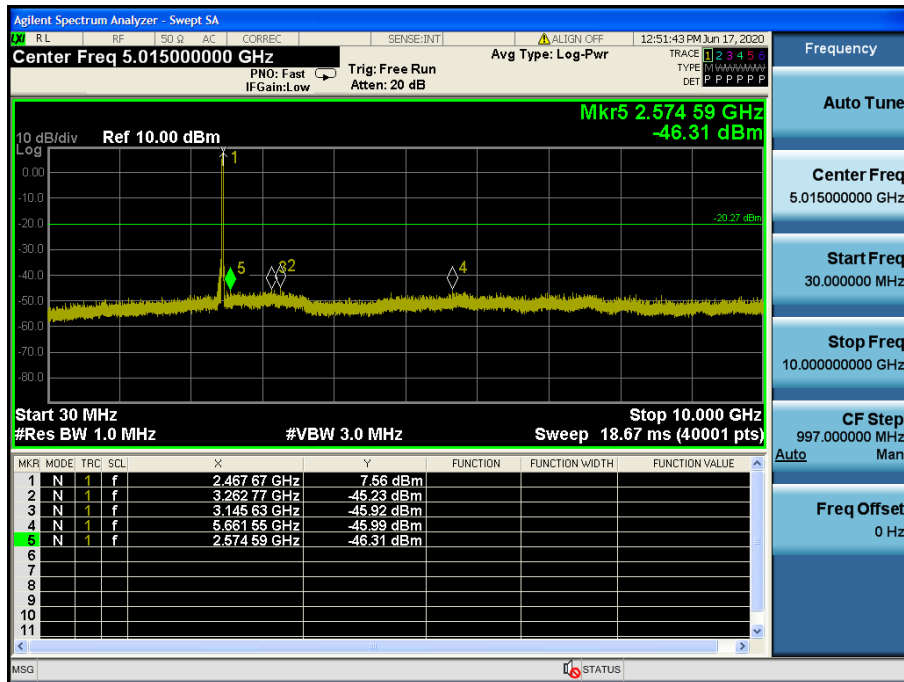 Agilent Spectrum Analyzer - Swept SA
LXI RL RF 50 Ω AC CORREC SENSE:INT ALIGN OFF 12:51:43 PM Jun 17, 2020
Center Freq 5.015000000 GHz
PNO: Fast
IFGain:Low
Trig: Free Run
Atten: 20 dB
Avg Type: Log-Pwr
TRACE 1 2 3 4 5 6
TYPE M WWWWW
DET P P P P P P
Mkr5 2.574 59 GHz
-46.31 dBm
10 dB/div Ref 10.00 dBm
Log
1
0.00
-10.0
-20.0
-20.27 dBm
-30.0
5
3 2
4
-40.0
-50.0
-60.0
-70.0
-80.0
Start 30 MHz Stop 10.000 GHz
#Res BW 1.0 MHz #VBW 3.0 MHz Sweep 18.67 ms (40001 pts)
MKR MODE TRC SCL X Y FUNCTION FUNCTION WIDTH FUNCTION VALUE
1 N 1 f 2.467 67 GHz 7.56 dBm
2 N 1 f 3.262 77 GHz -45.23 dBm
3 N 1 f 3.145 63 GHz -45.92 dBm
4 N 1 f 5.661 55 GHz -45.99 dBm
5 N 1 f 2.574 59 GHz -46.31 dBm
6
7
8
9
10
11
MSG STATUS
Frequency
Auto Tune
Center Freq
5.015000000 GHz
Start Freq
30.000000 MHz
Stop Freq
10.000000000 GHz
CF Step
997.000000 MHz
Auto Man
Freq Offset
0 Hz